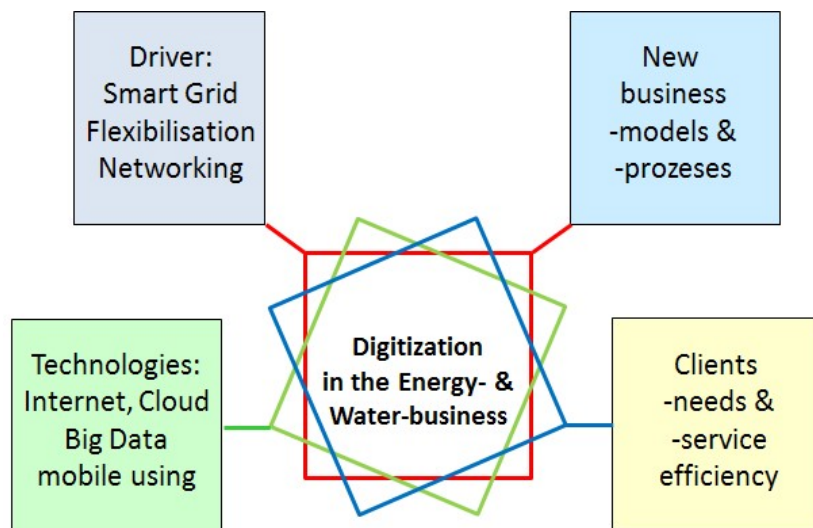 Driver:
Smart Grid
Flexibilisation
Networking
New
business
-models &
-prozeses
Digitization
in the Energy- &
Water-business
Technologies:
Internet, Cloud
Big Data
mobile using
Clients
-needs &
-service
efficiency